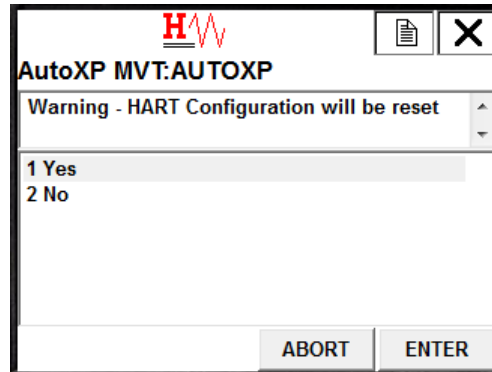 H
AutoXP MVT:AUTOXP
Warning - HART Configuration will be reset
1 Yes
2 No
ABORT ENTER